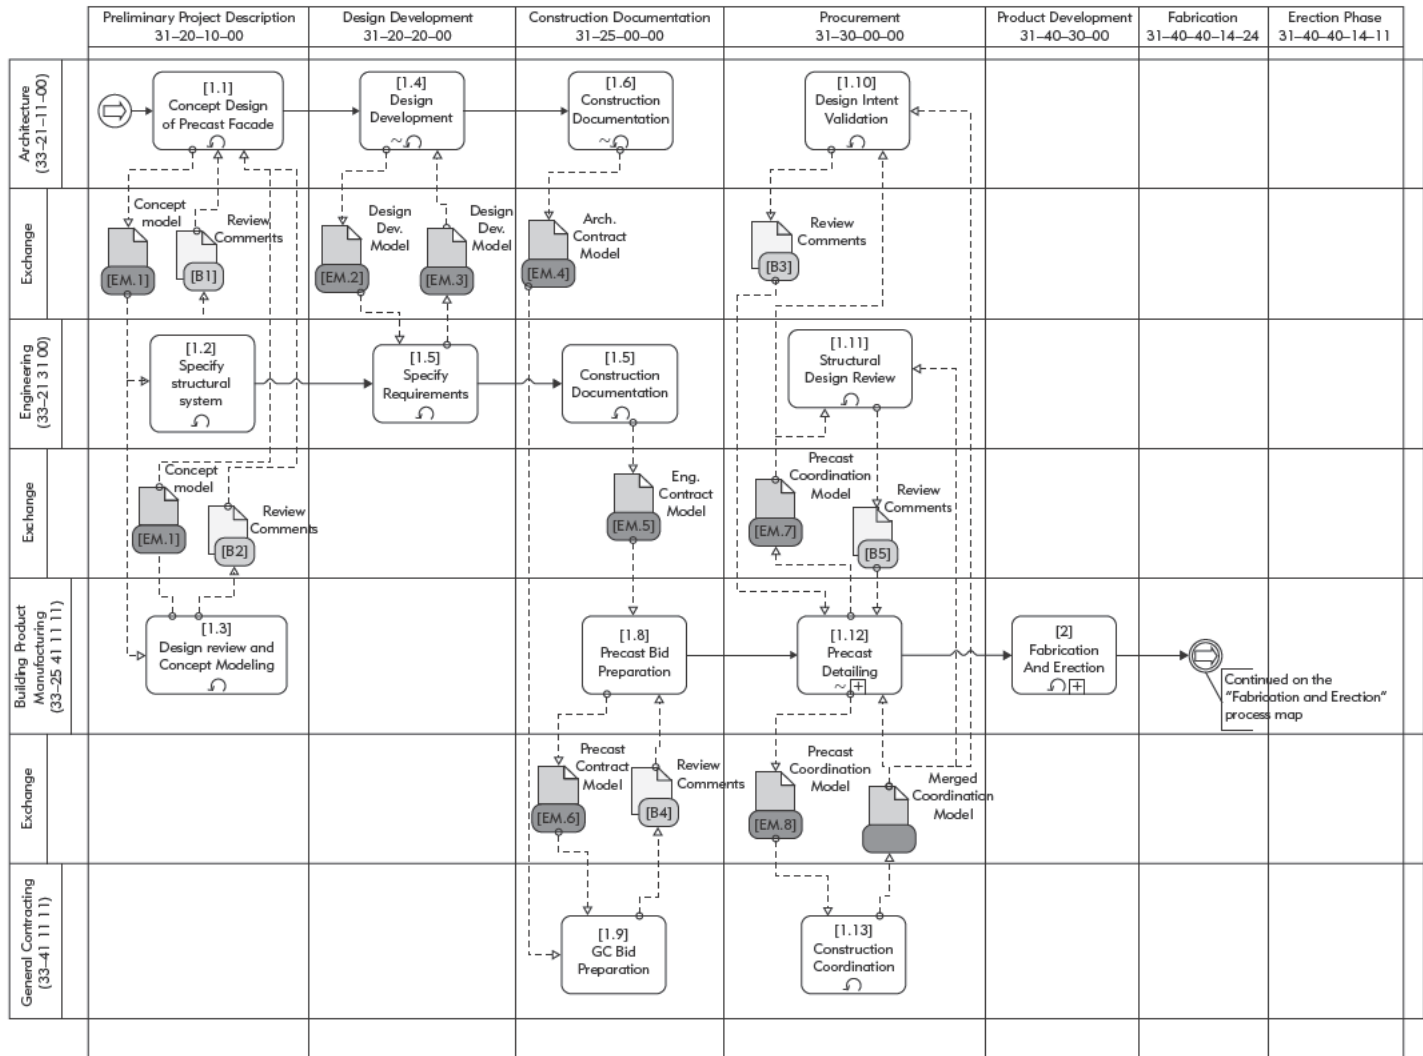 Preliminary Project Description
31–20–10–00
Design Development
31–20–20–00
Construction Documentation
31–25–00–00
Procurement
31–30–00–00
Product Development
31–40–30–00
Fabrication
31–40–40–14–24
Erection Phase
31–40–40–14–11
Architecture
(33–21–11–00)
[1.1]
Concept Design
of Precast Facade
[1.4]
Design
Development
~
[1.6]
Construction
Documentation
~
[1.10]
Design Intent
Validation
Exchange
Concept
model
[EM.1]
Review
Comments
[B1]
Design
Dev.
Model
[EM.2]
Design
Dev.
Model
[EM.3]
Arch.
Contract
Model
[EM.4]
Review
Comments
[B3]
Engineering
(33–21 31 00)
[1.2]
Specify
structural
system
[1.5]
Specify
Requirements
[1.5]
Construction
Documentation
[1.11]
Structural
Design Review
Exchange
Concept
model
[EM.1]
Review
Comments
[B2]
Eng.
Contract
Model
[EM.5]
Precast
Coordination
Model
[EM.7]
Review
Comments
[B5]
Building Product
Manufacturing
(33–25 41 11 11)
[1.3]
Design review and
Concept Modeling
[1.8]
Precast Bid
Preparation
[1.12]
Precast
Detailing
~ +
[2]
Fabrication
And Erection
+
Continued on the
"Fabrication and Erection"
process map
Exchange
Precast
Contract
Model
[EM.6]
Review
Comments
[B4]
Precast
Coordination
Model
[EM.8]
Merged
Coordination
Model
General Contracting
(33–41 11 11)
[1.9]
GC Bid
Preparation
[1.13]
Construction
Coordination